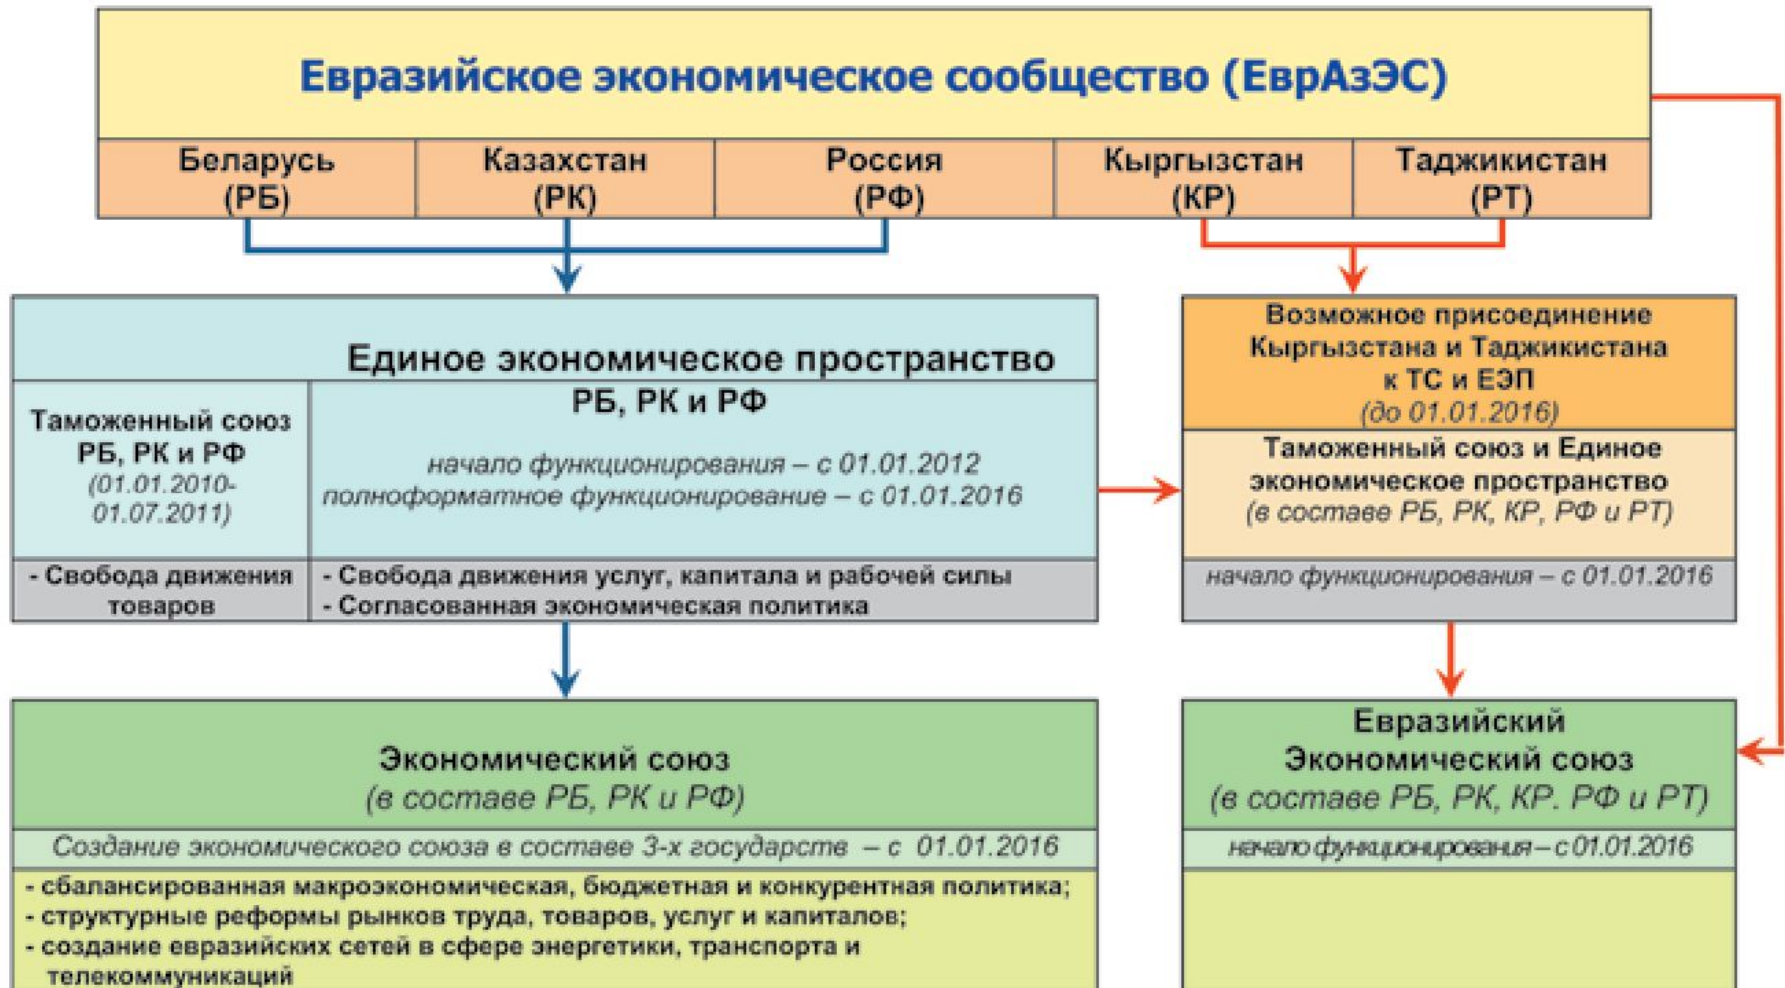 Евразийское экономическое сообщество (ЕврАзЭС)
Беларусь
(РБ)
Казахстан
(РК)
Россия
(РФ)
Кыргызстан
(КР)
Таджикистан
(РТ)
Единое экономическое пространство
РБ, РК и РФ
начало функционирования – с 01.01.2012
полноформатное функционирование – с 01.01.2016
Таможенный союз
РБ, РК и РФ
(01.01.2010-
01.07.2011)
- Свобода движения
товаров
- Свобода движения услуг, капитала и рабочей силы
- Согласованная экономическая политика
Возможное присоединение
Кыргызстана и Таджикистана
к ТС и ЕЭП
(до 01.01.2016)
Таможенный союз и Единое
экономическое пространство
(в составе РБ, РК, КР, РФ и РТ)
начало функционирования – с 01.01.2016
Экономический союз
(в составе РБ, РК и РФ)
Создание экономического союза в составе 3-х государств – с 01.01.2016
- сбалансированная макроэкономическая, бюджетная и конкурентная политика;
- структурные реформы рынков труда, товаров, услуг и капиталов;
- создание евразийских сетей в сфере энергетики, транспорта и
телекоммуникаций
Евразийский
Экономический союз
(в составе РБ, РК, КР. РФ и РТ)
начало функционирования – с 01.01.2016